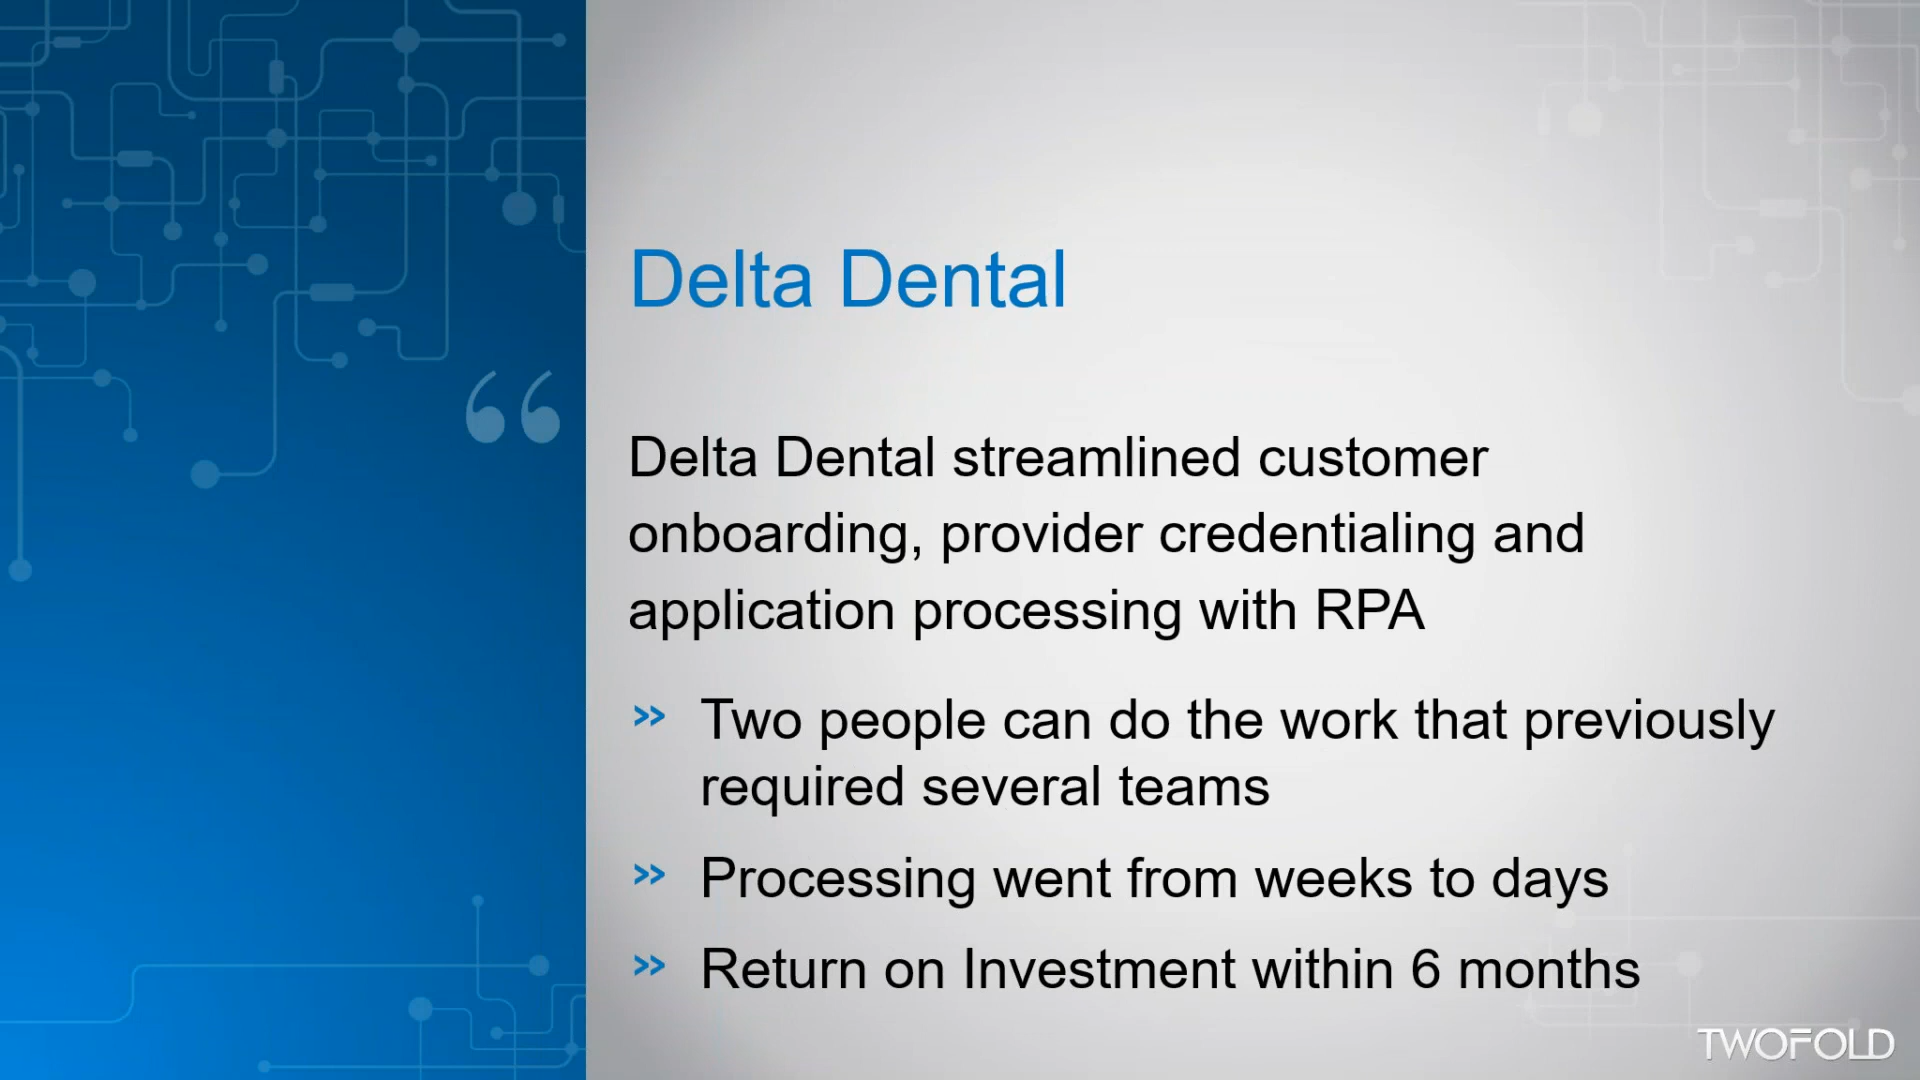 Delta Dental
“
Delta Dental streamlined customer
onboarding, provider credentialing and
application processing with RPA
» Two people can do the work that previously
required several teams
» Processing went from weeks to days
» Return on Investment within 6 months
TWOFOLD